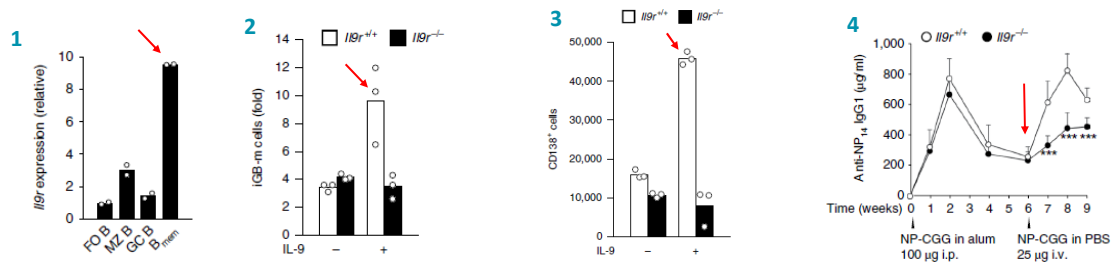 1
Il9r expression (relative)
10
8
6
4
2
0
FO B
MZ B
GC B
B mem
2
Il9r+/+ Il9r−/−
iGB-m cells (fold)
14
12
10
8
6
4
2
0
IL-9 – +
3
Il9r+/+ Il9r−/−
CD138+ cells
50,000
40,000
30,000
20,000
10,000
0
IL-9 – +
4
Il9r+/+ Il9r−/−
Anti-NP14 IgG1 (μg/ml)
1,000
800
600
400
200
0
*** *** ***
Time (weeks) 0 1 2 4 5 6 7 8 9
NP-CGG in alum
100 μg i.p.
NP-CGG in PBS
25 μg i.v.